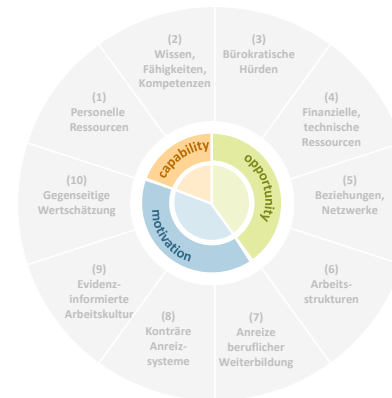 (1)
Personelle
Ressourcen
(2)
Wissen,
Fähigkeiten,
Kompetenzen
(3)
Bürokratische
Hürden
(4)
Finanzielle,
technische
Ressourcen
(5)
Beziehungen,
Netzwerke
(6)
Arbeits-
strukturen
(7)
Anreize
beruflicher
Weiterbildung
(8)
Konträre
Anreiz-
systeme
(9)
Evidenz-
informierte
Arbeitskultur
(10)
Gegenseitige
Wertschätzung
capability
opportunity
motivation